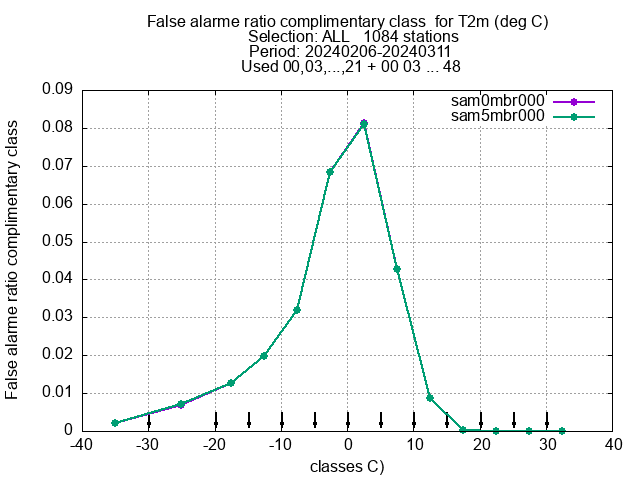 False alarme ratio complimentary class  for T2m (deg C)
Selection: ALL   1084 stations
Period: 20240206-20240311
Used 00,03,...,21 + 00 03 ... 48
sam0mbr000
sam5mbr000
False alarme ratio complimentary class
0.09
0.08
0.07
0.06
0.05
0.04
0.03
0.02
0.01
0
-40 -30 -20 -10 0 10 20 30 40
classes C)